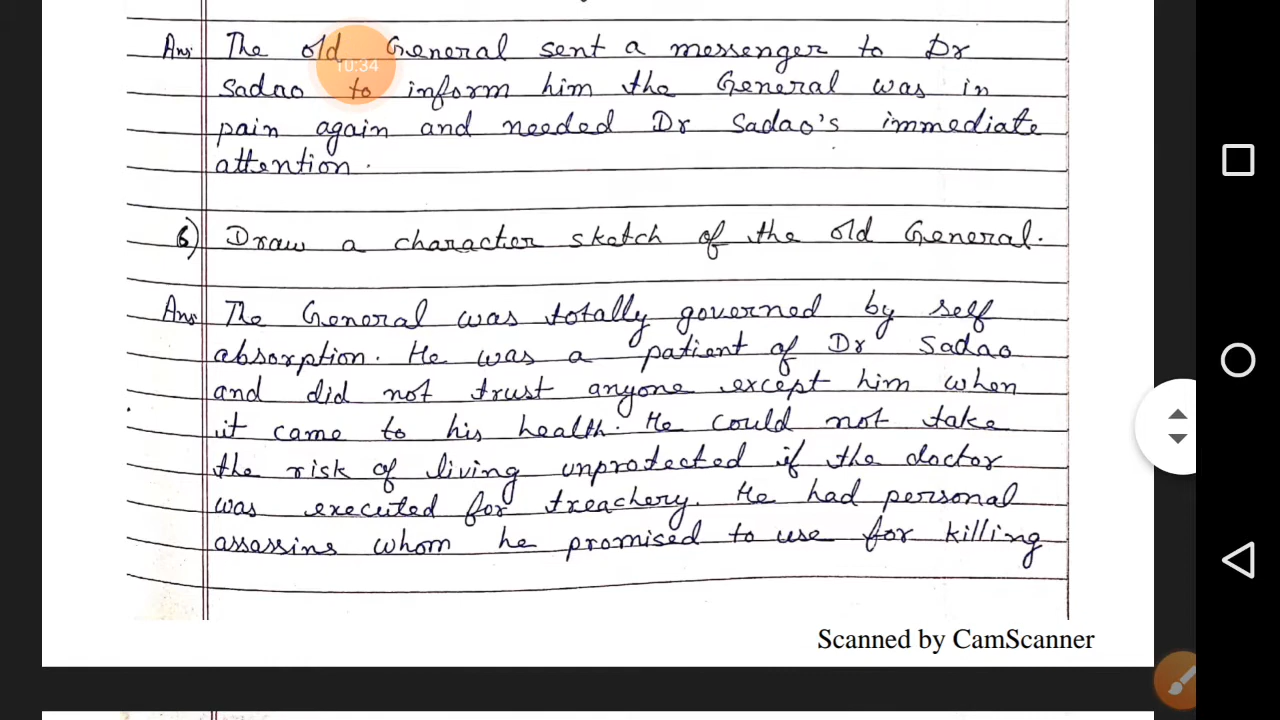 Ans The old General sent a messenger to Dr
10:34
Sadao to inform him the General was in
pain again and needed Dr Sadao's immediate
attention.
6) Draw a character sketch of the old General.
Ans The General was totally governed by self
absorption. He was a patient of Dr Sadao
and did not trust anyone except him when
it came to his health. He could not take
the risk of living unprotected if the doctor
was executed for treachery. He had personal
assassins whom he promised to use for killing
Scanned by CamScanner